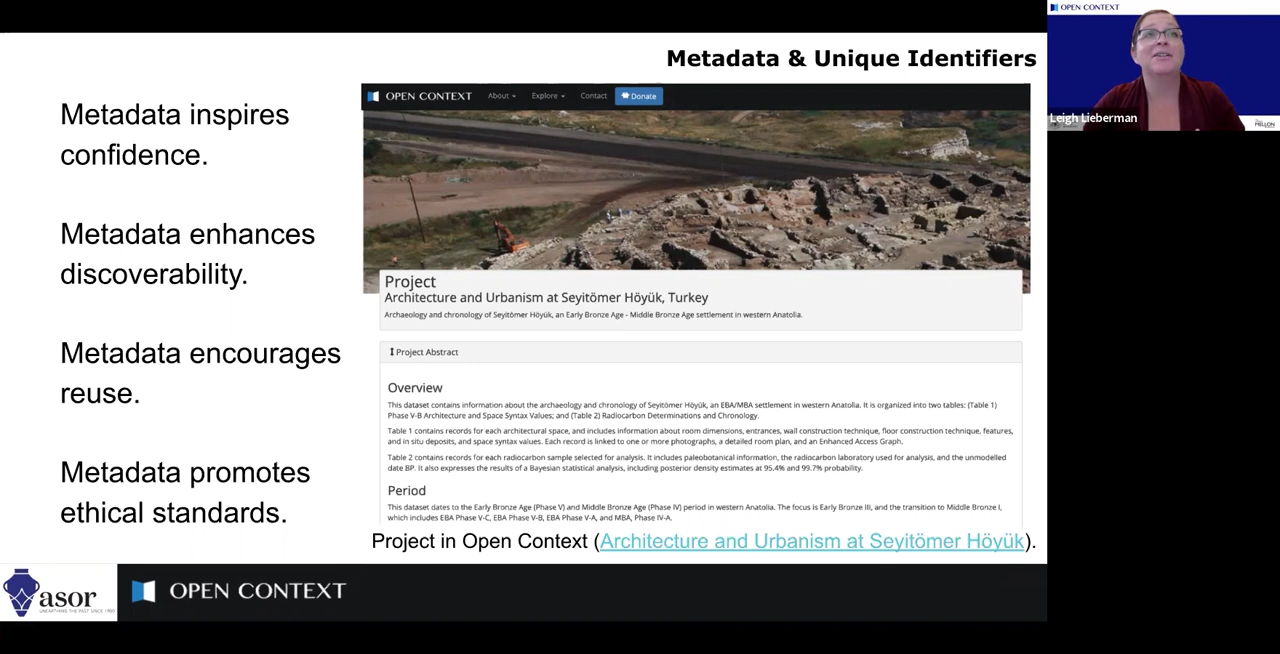 Metadata & Unique Identifiers
Metadata inspires
confidence.
Metadata enhances
discoverability.
Metadata encourages
reuse.
Metadata promotes
ethical standards.
OPEN CONTEXT About Explore Contact Donate
Project
Architecture and Urbanism at Seyitömer Höyük, Turkey
Archaeology and chronology of Seyitömer Höyük, an Early Bronze Age - Middle Bronze Age settlement in western Anatolia.
Project Abstract
Overview
This dataset contains information about the archaeology and chronology of Seyitömer Höyük, an EBA/MBA settlement in western Anatolia. It is organized into two tables: (Table 1)
Phase V-B Architecture and Space Syntax Values; and (Table 2) Radiocarbon Determinations and Chronology.
Table 1 contains records for each architectural space, and includes information about room dimensions, entrances, wall construction technique, floor construction technique, features,
and in situ deposits, and space syntax values. Each record is linked to one or more photographs, a detailed room plan, and an Enhanced Access Graph.
Table 2 contains records for each radiocarbon sample selected for analysis. It includes paleobotanical information, the radiocarbon laboratory used for analysis, and the unmodelled
date BP. It also expresses the results of a Bayesian statistical analysis, including posterior density estimates at 95.4% and 99.7% probability.
Period
This dataset dates to the Early Bronze Age (Phase V) and Middle Bronze Age (Phase IV) period in western Anatolia. The focus is Early Bronze III, and the transition to Middle Bronze I,
which includes EBA Phase V-C, EBA Phase V-B, EBA Phase V-A, and MBA, Phase IV-A.
Project in Open Context (Architecture and Urbanism at Seyitömer Höyük).
asor
UNEARTHING THE PAST SINCE 1900
OPEN CONTEXT
OPEN CONTEXT
Leigh Lieberman
MELLON